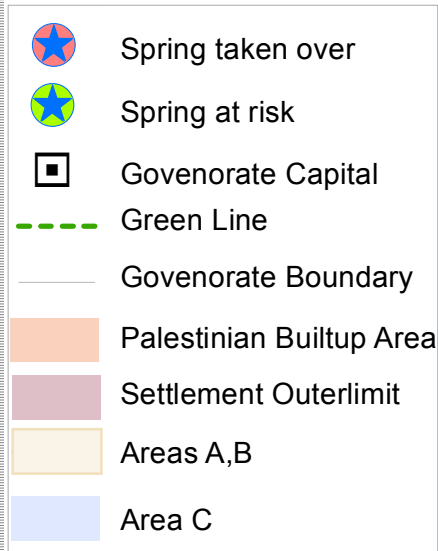 Spring taken over
Spring at risk
Govenorate Capital
Green Line
Govenorate Boundary
Palestinian Builtup Area
Settlement Outerlimit
Areas A,B
Area C